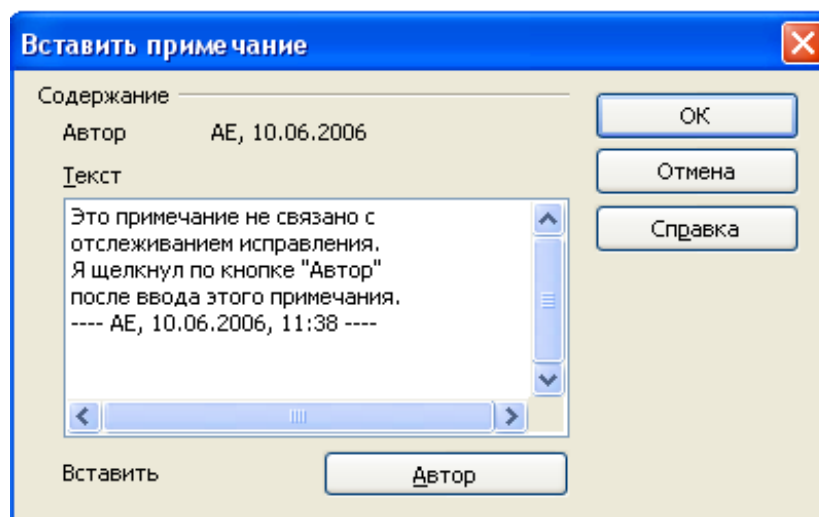 Вставить примечание
Содержание
Автор АЕ, 10.06.2006
Текст
Это примечание не связано с
отслеживанием исправления.
Я щелкнул по кнопке "Автор"
после ввода этого примечания.
---- АЕ, 10.06.2006, 11:38 ----
Вставить Автор
ОК
Отмена
Справка